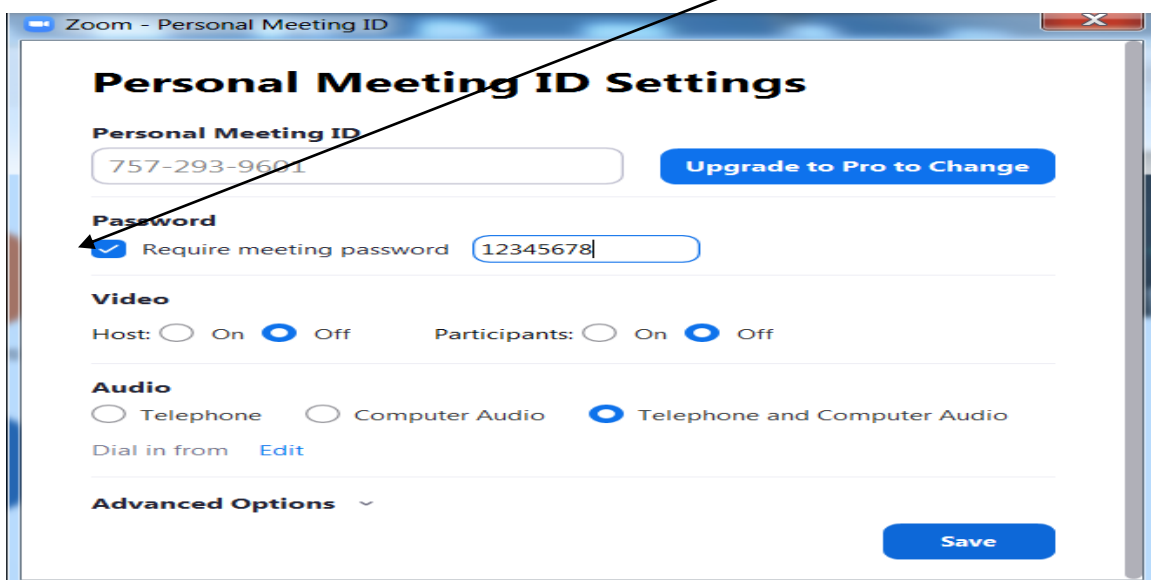 Zoom - Personal Meeting ID
Personal Meeting ID Settings
Personal Meeting ID
757-293-9601 Upgrade to Pro to Change
Password
Require meeting password 12345678
Video
Host: On Off Participants: On Off
Audio
Telephone Computer Audio Telephone and Computer Audio
Dial in from Edit
Advanced Options
Save